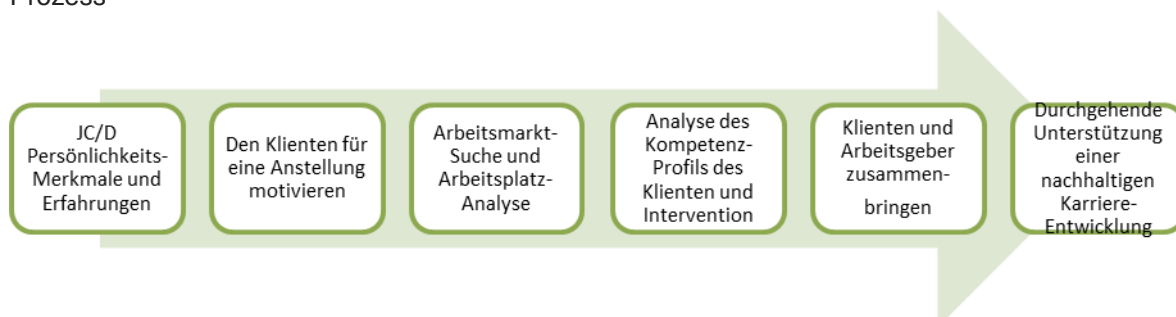 Prozess
JC/D
Persönlichkeits-
Merkmale und
Erfahrungen
Den Klienten für
eine Anstellung
motivieren
Arbeitsmarkt-
Suche und
Arbeitsplatz-
Analyse
Analyse des
Kompetenz-
Profils des
Klienten und
Intervention
Klienten und
Arbeitsgeber
zusammen-
bringen
Durchgehende
Unterstützung
einer
nachhaltigen
Karriere-
Entwicklung